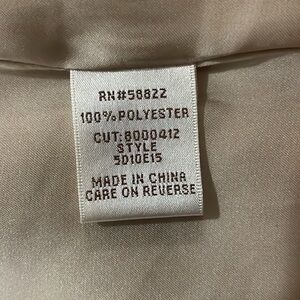 RN#58822
100% POLYESTER
CUT:8000412
STYLE
5D10E15
MADE IN CHINA
CARE ON REVERSE